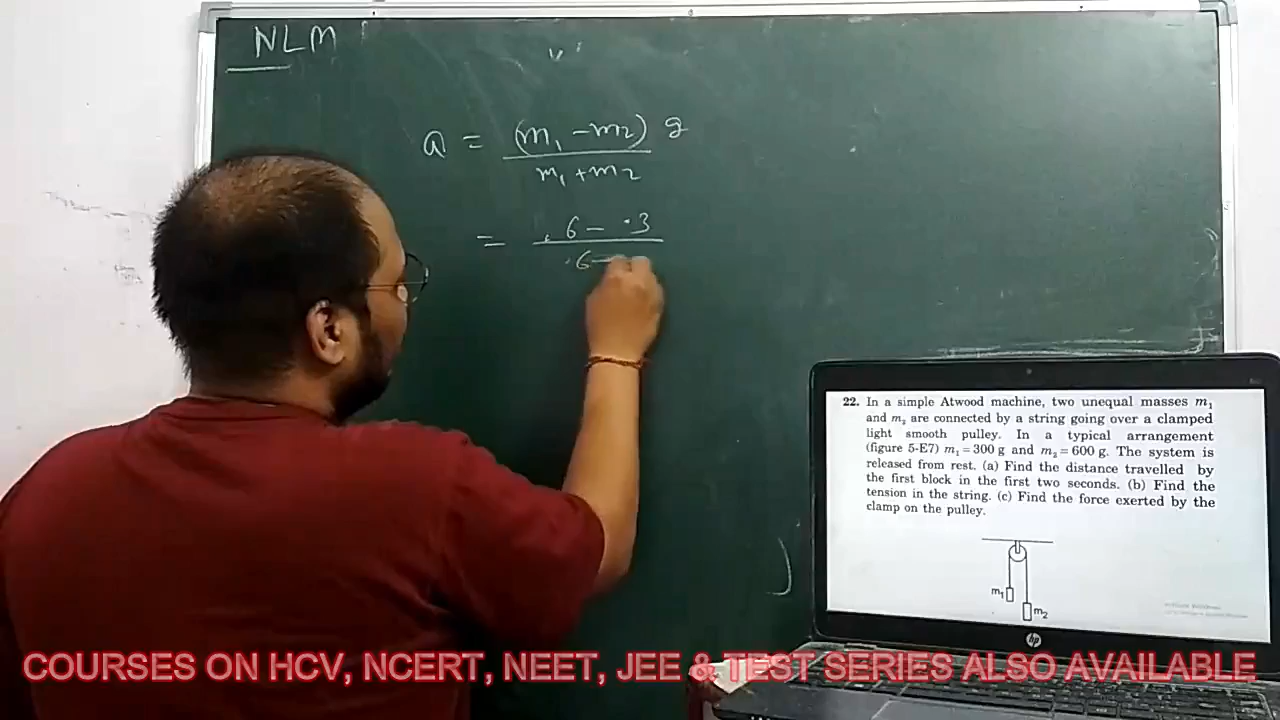 NLM
a = (m1 - m2) g
m1 + m2
= .6 - .3
.6
22. In a simple Atwood machine, two unequal masses m1
and m2 are connected by a string going over a clamped
light smooth pulley. In a typical arrangement
(figure 5-E7) m1 = 300 g and m2 = 600 g. The system is
released from rest. (a) Find the distance travelled by
the first block in the first two seconds. (b) Find the
tension in the string. (c) Find the force exerted by the
clamp on the pulley.
m1
m2
hp
COURSES ON HCV, NCERT, NEET, JEE & TEST SERIES ALSO AVAILABLE